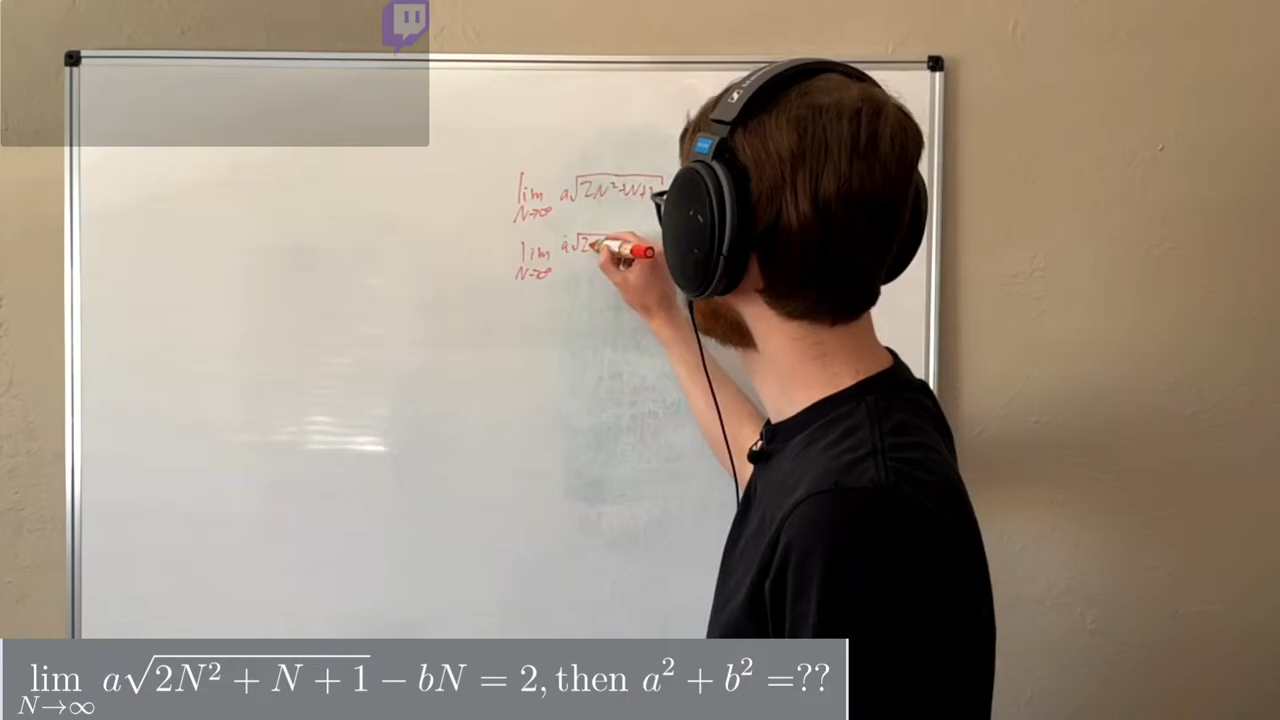 lim a√2N²+N+1
N→∞
lim a√2
N→∞
lim a√2N² + N + 1 − bN = 2, then a² + b² =??
N→∞